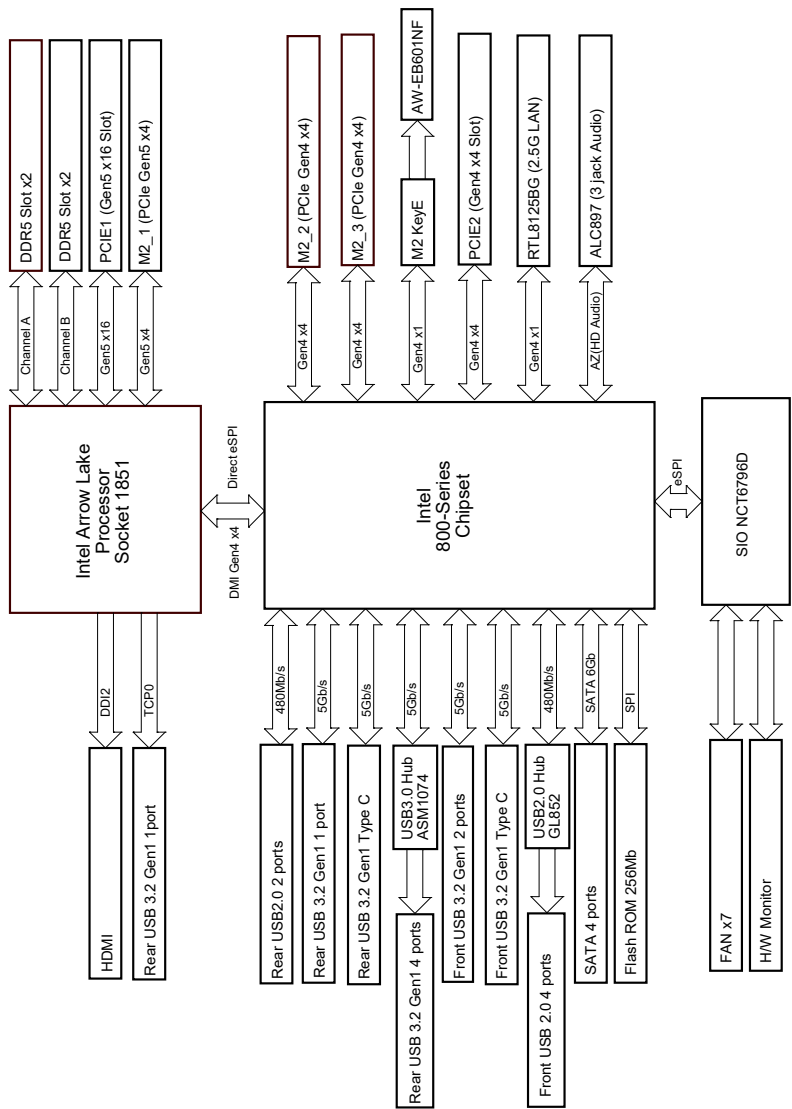 DDR5 Slot x2
DDR5 Slot x2
PCIE1 (Gen5 x16 Slot)
M2_1 (PCIe Gen5 x4)
Channel A
Channel B
Gen5 x16
Gen5 x4
Intel Arrow Lake
Processor
Socket 1851
DDI2
TCP0
HDMI
Rear USB 3.2 Gen1 1port
DMI Gen4 x4
Direct eSPI
M2_2 (PCIe Gen4 x4)
M2_3 (PCIe Gen4 x4)
M2 KeyE
AW-EB601NF
PCIE2 (Gen4 x4 Slot)
RTL8125BG (2.5G LAN)
ALC897 (3 jack Audio)
Gen4 x4
Gen4 x4
Gen4 x1
Gen4 x4
Gen4 x1
AZ(HD Audio)
Intel
800-Series
Chipset
480Mb/s
5Gb/s
5Gb/s
5Gb/s
5Gb/s
5Gb/s
480Mb/s
SATA 6Gb
SPI
Rear USB2.0 2 ports
Rear USB 3.2 Gen1 1 port
Rear USB 3.2 Gen1 Type C
USB3.0 Hub
ASM1074
Rear USB 3.2 Gen1 4 ports
Front USB 3.2 Gen1 2 ports
Front USB 3.2 Gen1 Type C
USB2.0 Hub
GL852
Front USB 2.0 4 ports
SATA 4 ports
Flash ROM 256Mb
eSPI
SIO NCT6796D
FAN x7
H/W Monitor